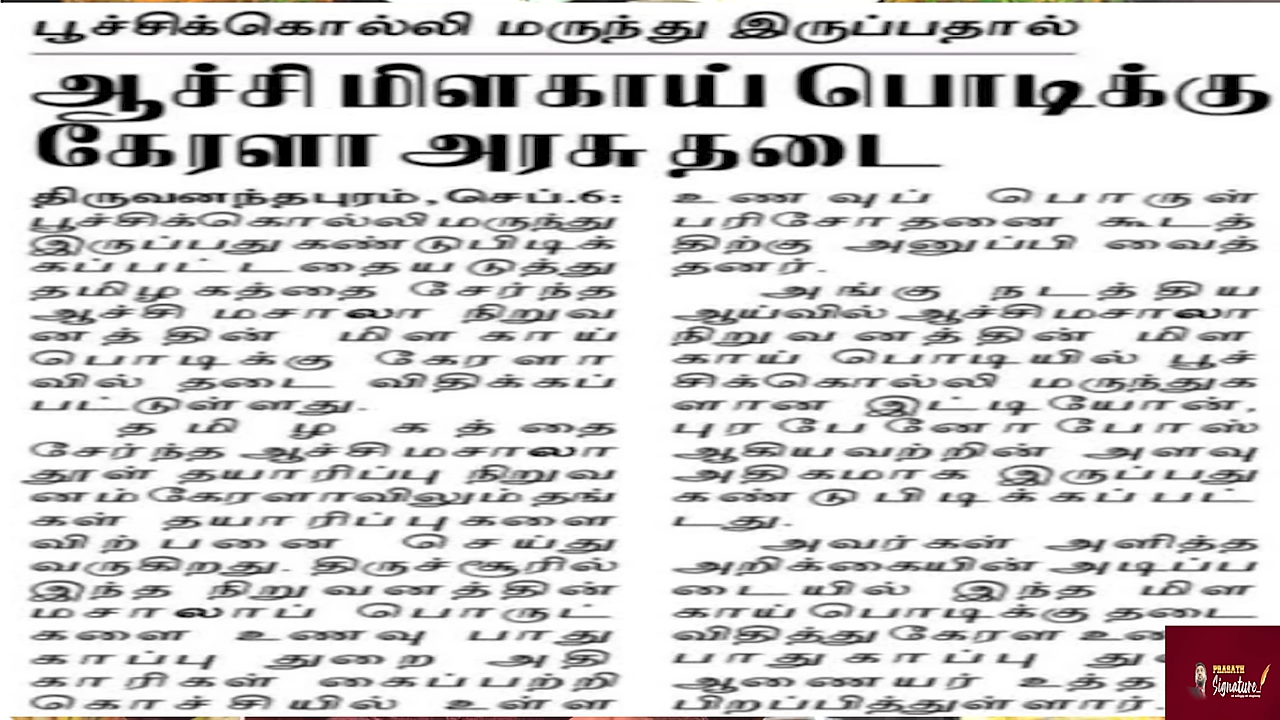 பூச்சிக்கொல்லி மருந்து இருப்பதால்
ஆச்சி மிளகாய் பொடிக்கு
கேரளா அரசு தடை
திருவனந்தபுரம்,செப்.6:
பூச்சிக்கொல்லி மருந்து
இருப்பது கண்டுபிடிக்
கப்பட்டதையடுத்து
தமிழகத்தை சேர்ந்த
ஆச்சி மசாலா நிறுவ
னத்தின் மிளகாய்
பொடிக்கு கேரளா
வில் தடை விதிக்கப்
பட்டுள்ளது.
தமிழகத்தை
சேர்ந்த ஆச்சி மசாலா
தூள் தயாரிப்பு நிறுவ
னம் கேரளாவிலும் தங்
கள் தயாரிப்புகளை
விற்பனை செய்து
வருகிறது. திருச்சூரில்
இந்த நிறுவனத்தின்
மசாலாப் பொருட்
களை உணவு பாது
காப்பு துறை அதி
காரிகள் கைப்பற்றி
கொச்சியில் உள்ள
உணவுப் பொருள்
பரிசோதனை கூடத்
திற்கு அனுப்பி வைத்
தனர்.
அங்கு நடத்திய
ஆய்வில் ஆச்சி மசாலா
நிறுவனத்தின் மிள
காய் பொடியில் பூச்
சிக்கொல்லி மருந்துக
ளான இட்டியோன்,
புரபேனோபோஸ்
ஆகியவற்றின் அளவு
அதிகமாக இருப்பது
கண்டுபிடிக்கப்பட்
டது.
அவர்கள் அளித்த
அறிக்கையின் அடிப்ப
டையில் இந்த மிள
காய் பொடிக்கு தடை
விதித்து கேரள
பாதுகாப்பு
ஆணையர்
பிறப்பித்துள்ளார்.
PRASATH
Signature